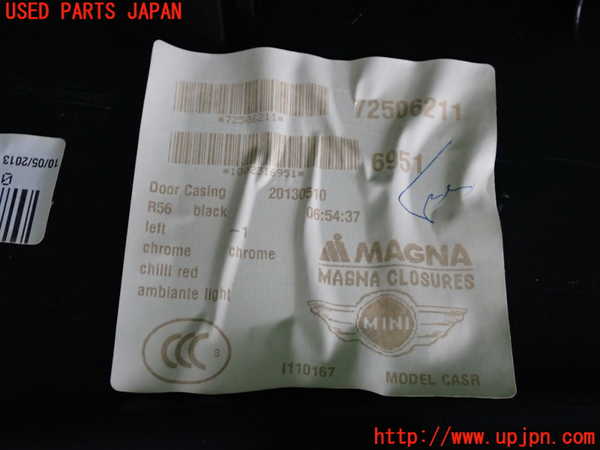 USED PARTS JAPAN
72506211
*72506211*
6951
Door Casing 20130510
R56 black 06:54:37
left -1
chrome chrome
chilli red
ambiante light
MAGNA
MAGNA CLOSURES
MINI
CCC S
I110167
MODEL CASR
10/05/2013
0
http://www.upjpn.com/